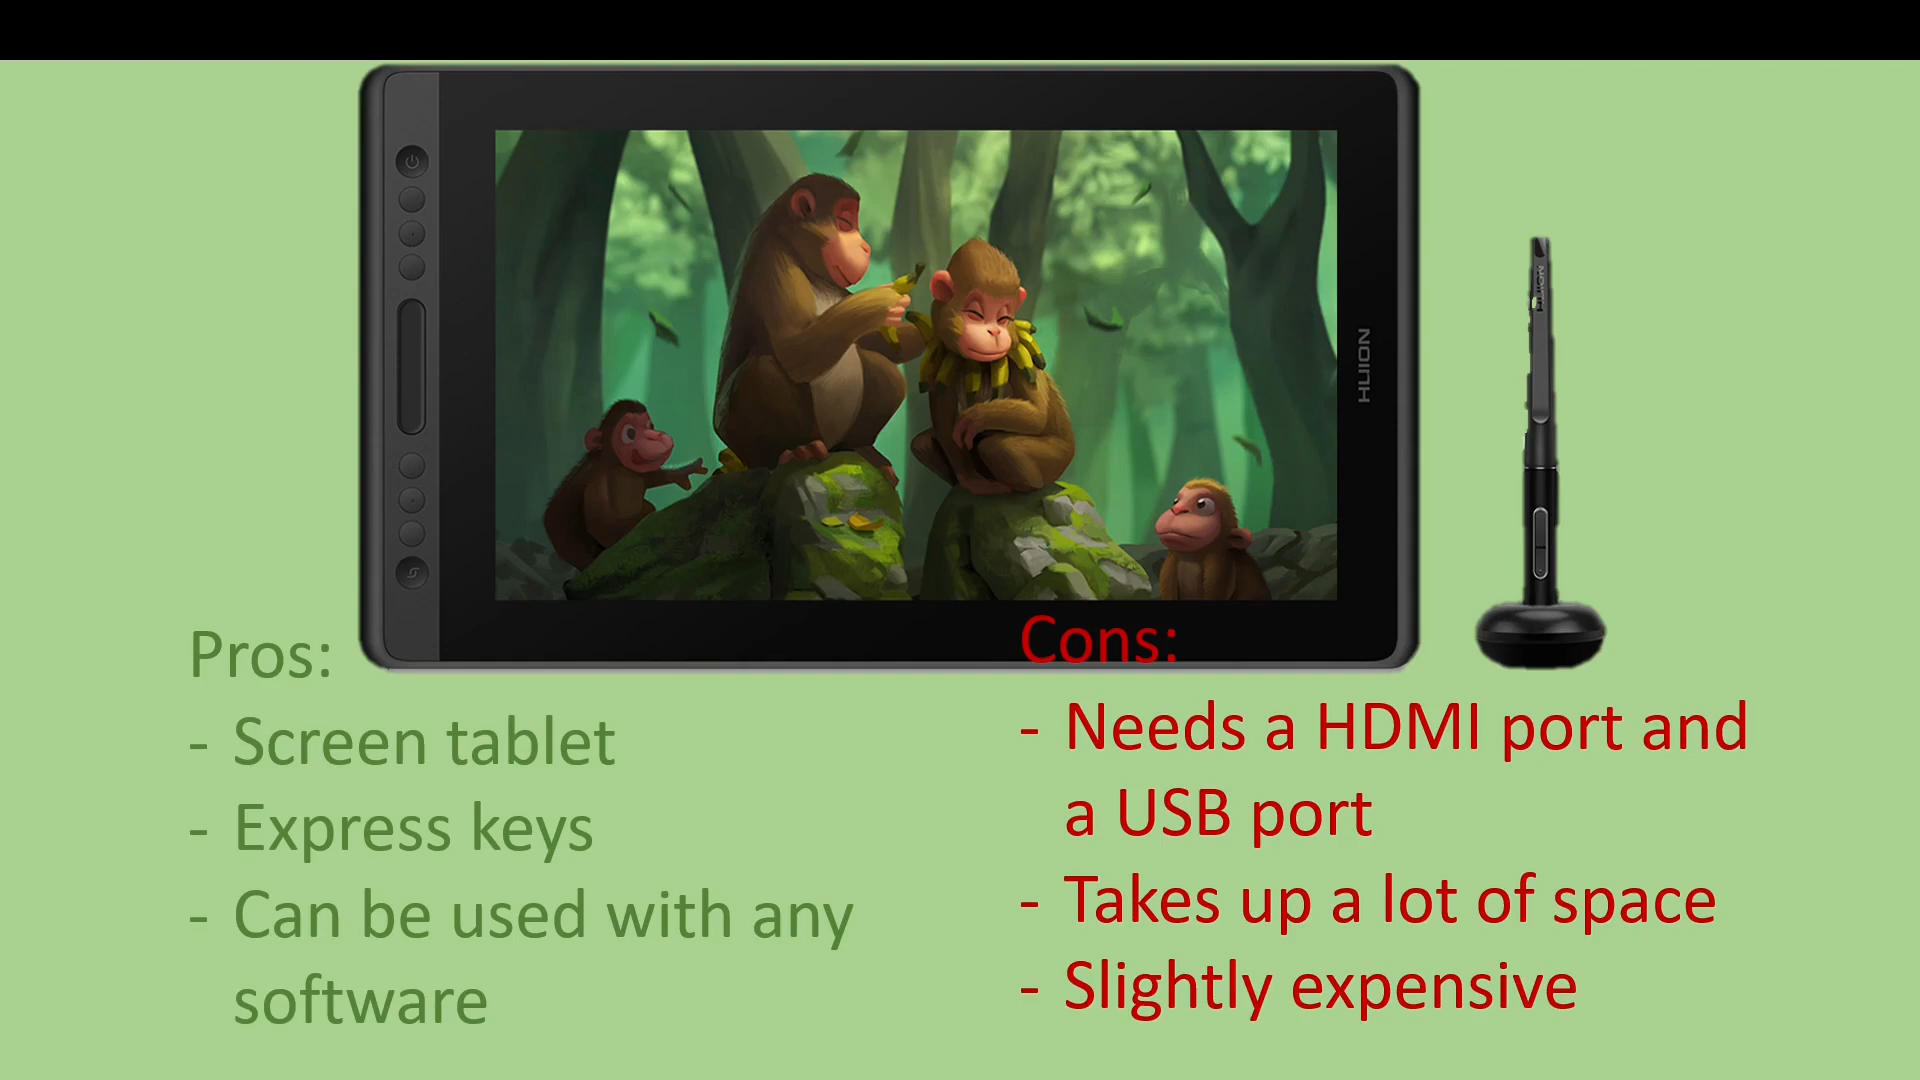 HUION
HUION
Pros:
- Screen tablet
- Express keys
- Can be used with any
software
Cons:
- Needs a HDMI port and
a USB port
- Takes up a lot of space
- Slightly expensive